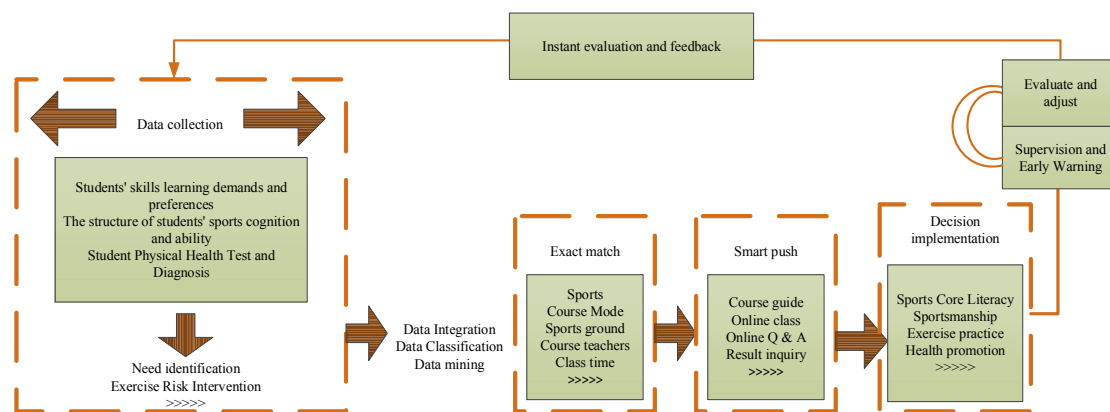 Instant evaluation and feedback
Evaluate and
adjust
Supervision and
Early Warning
Data collection
Students' skills learning demands and
preferences
The structure of students' sports cognition
and ability
Student Physical Health Test and
Diagnosis
Need identification
Exercise Risk Intervention
>>>>>
Data Integration
Data Classification
Data mining
Exact match
Sports
Course Mode
Sports ground
Course teachers
Class time
>>>>>
Smart push
Course guide
Online class
Online Q & A
Result inquiry
>>>>>
Decision
implementation
Sports Core Literacy
Sportsmanship
Exercise practice
Health promotion
>>>>>